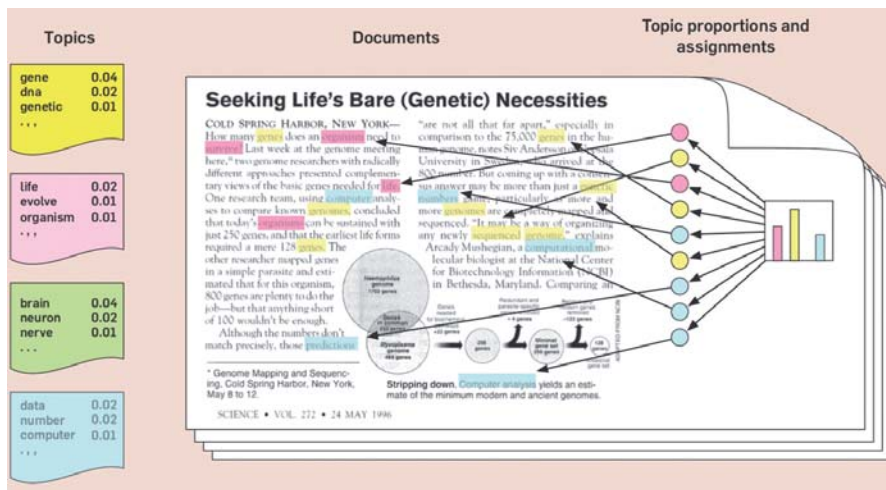 Topics
Documents
Topic proportions and
assignments
gene 0.04
dna 0.02
genetic 0.01
...
life 0.02
evolve 0.01
organism 0.01
...
brain 0.04
neuron 0.02
nerve 0.01
...
data 0.02
number 0.02
computer 0.01
...
Seeking Life's Bare (Genetic) Necessities
COLD SPRING HARBOR, NEW YORK—
How many genes does an organism need to
survive? Last week at the genome meeting
here,* two genome researchers with radically
different approaches presented complemen-
tary views of the basic genes needed for life.
One research team, using computer analy-
ses to compare known genomes, concluded
that today's organisms can be sustained with
just 250 genes, and that the earliest life forms
required a mere 128 genes. The
other researcher mapped genes
in a simple parasite and esti-
mated that for this organism,
800 genes are plenty to do the
job—but that anything short
of 100 wouldn't be enough.
Although the numbers don't
match precisely, those predictions
* Genome Mapping and Sequenc-
ing, Cold Spring Harbor, New York,
May 8 to 12.
"are not all that far apart," especially in
comparison to the 75,000 genes in the hu-
man genome, notes Siv Andersson
University in Sweden, who arrived at the
800 number. But coming up with a consen-
sus answer may be more than just a genetic
numbers game, particularly as more and
more genomes are completely mapped and
sequenced. "It may be a way of organizing
any newly sequenced genome," explains
Arcady Mushegian, a computational mo-
lecular biologist at the National Center
for Biotechnology Information (NCBI)
in Bethesda, Maryland. Comparing an
Haemophilus
genome
1703 genes
Mycoplasma
genome
469 genes
Stripping down. Computer analysis yields an esti-
mate of the minimum modern and ancient genomes.
SCIENCE • VOL. 272 • 24 MAY 1996